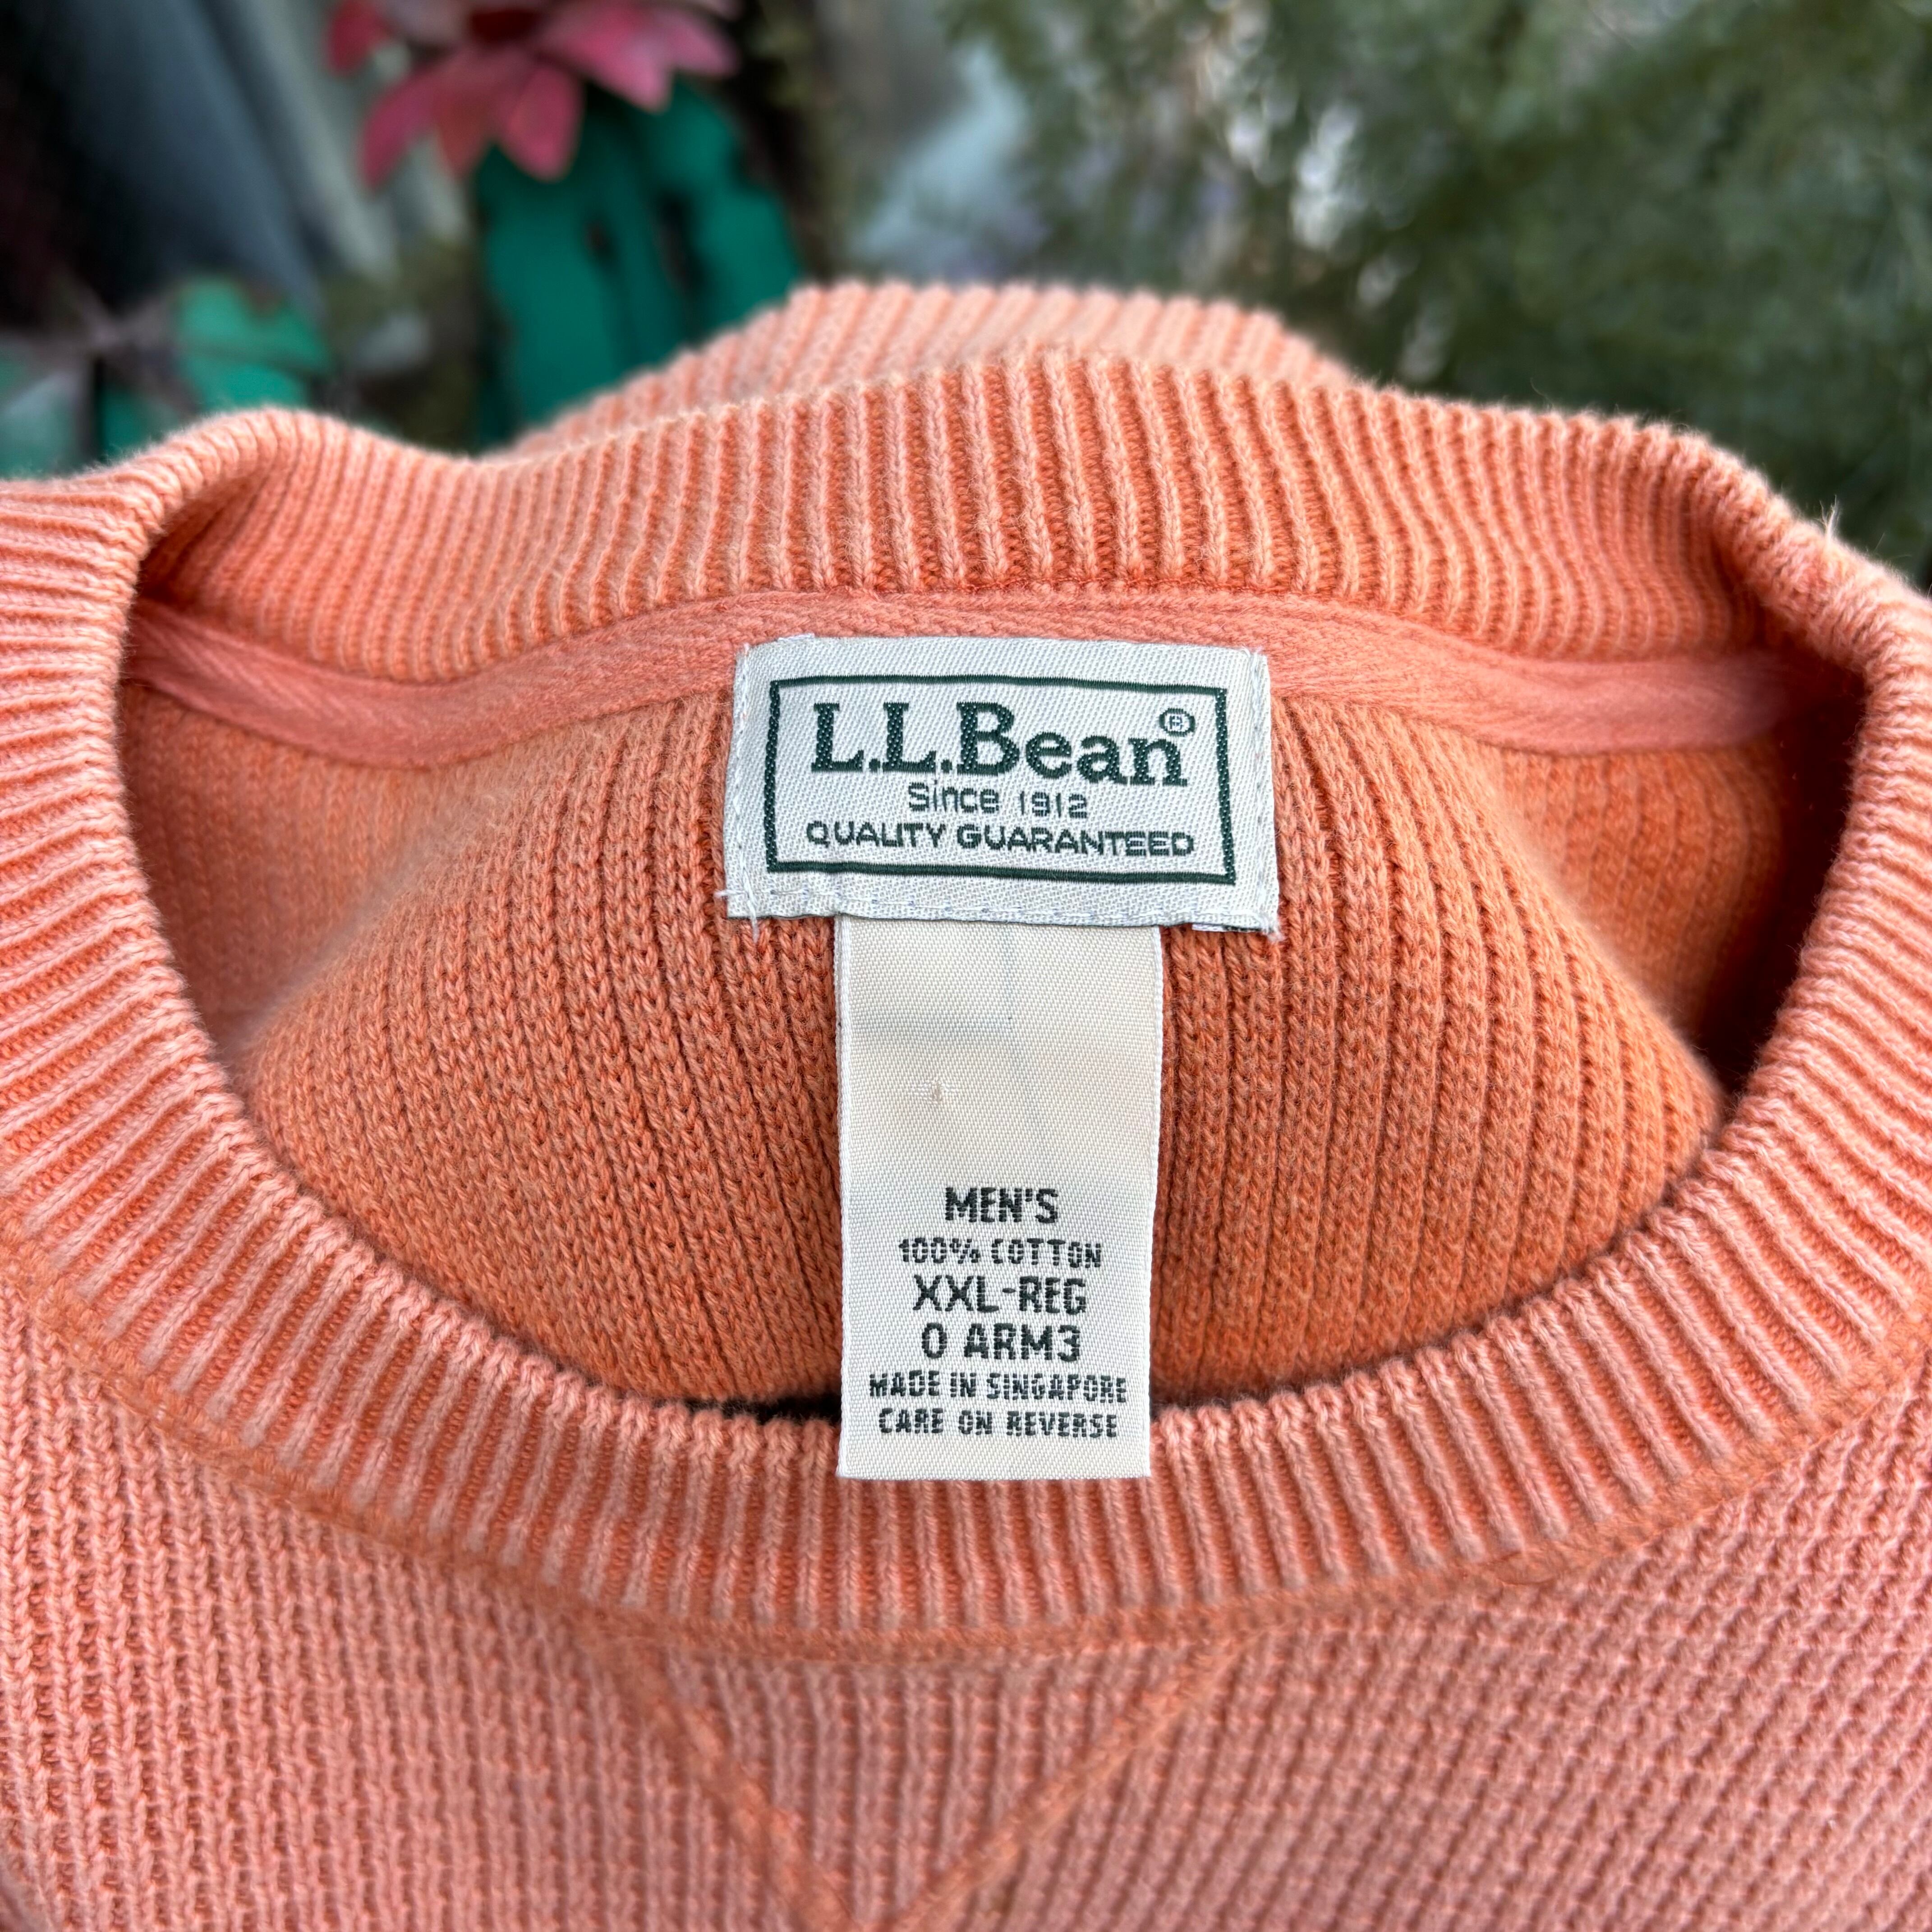 L.L.Bean®
Since 1912
QUALITY GUARANTEED
MEN'S
100% COTTON
XXL-REG
0 ARM3
MADE IN SINGAPORE
CARE ON REVERSE